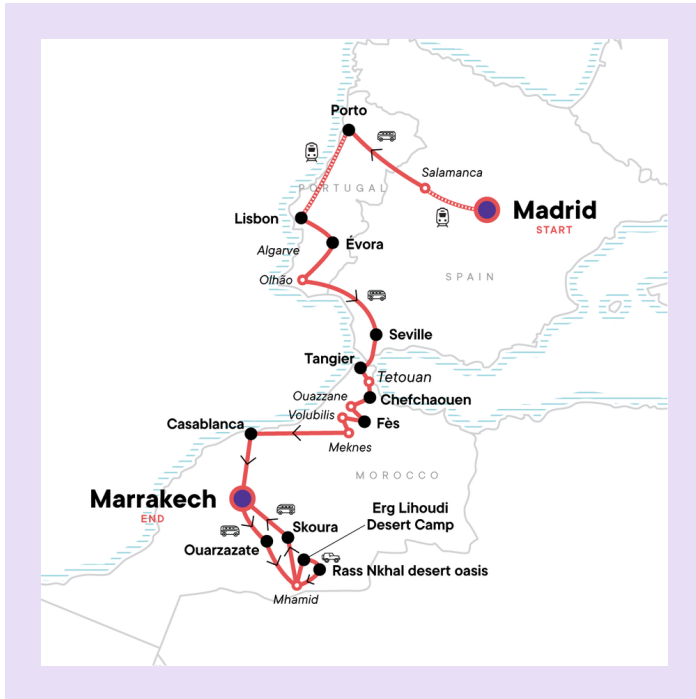 Porto
Salamanca
PORTUGAL
Madrid
START
Lisbon
Évora
Algarve
Olhão
SPAIN
Seville
Tangier
Tetouan
Ouazzane
Chefchaouen
Volubilis
Fès
Casablanca
Meknes
MOROCCO
Marrakech
END
Erg Lihoudi
Desert Camp
Skoura
Ouarzazate
Rass Nkhal desert oasis
Mhamid